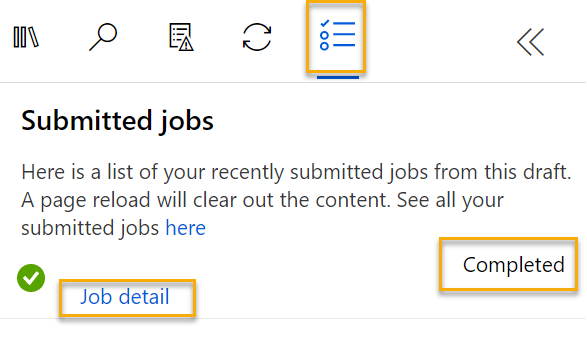 Submitted jobs
Here is a list of your recently submitted jobs from this draft.
A page reload will clear out the content. See all your
submitted jobs here
Completed
Job detail